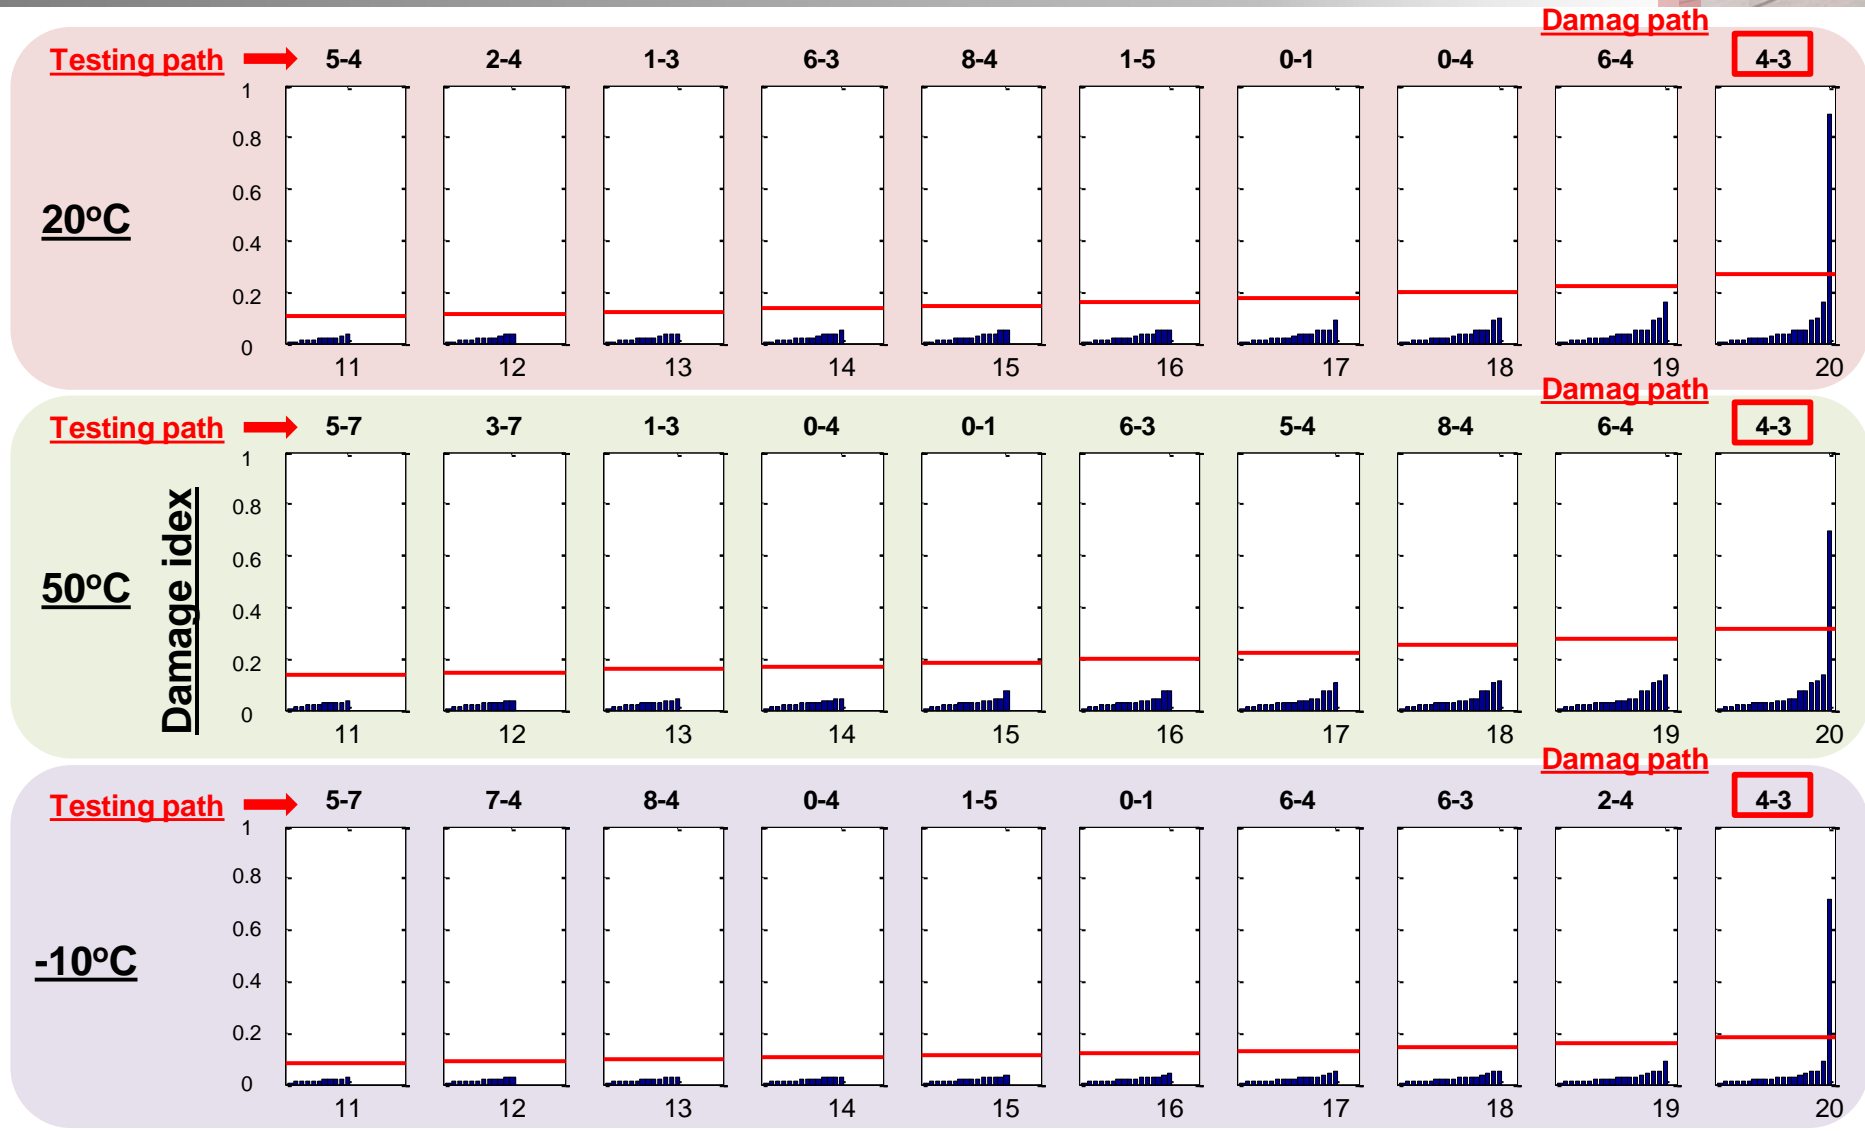 Damag path
Testing path 5-4 2-4 1-3 6-3 8-4 1-5 0-1 0-4 6-4 4-3
1
0.8
0.6
20°C
0.4
0.2
0
11 12 13 14 15 16 17 18 19 20
Damag path
Testing path 5-7 3-7 1-3 0-4 0-1 6-3 5-4 8-4 6-4 4-3
1
0.8
0.6
50°C
Damage idex
0.4
0.2
0
11 12 13 14 15 16 17 18 19 20
Damag path
Testing path 5-7 7-4 8-4 0-4 1-5 0-1 6-4 6-3 2-4 4-3
1
0.8
0.6
-10°C
0.4
0.2
0
11 12 13 14 15 16 17 18 19 20